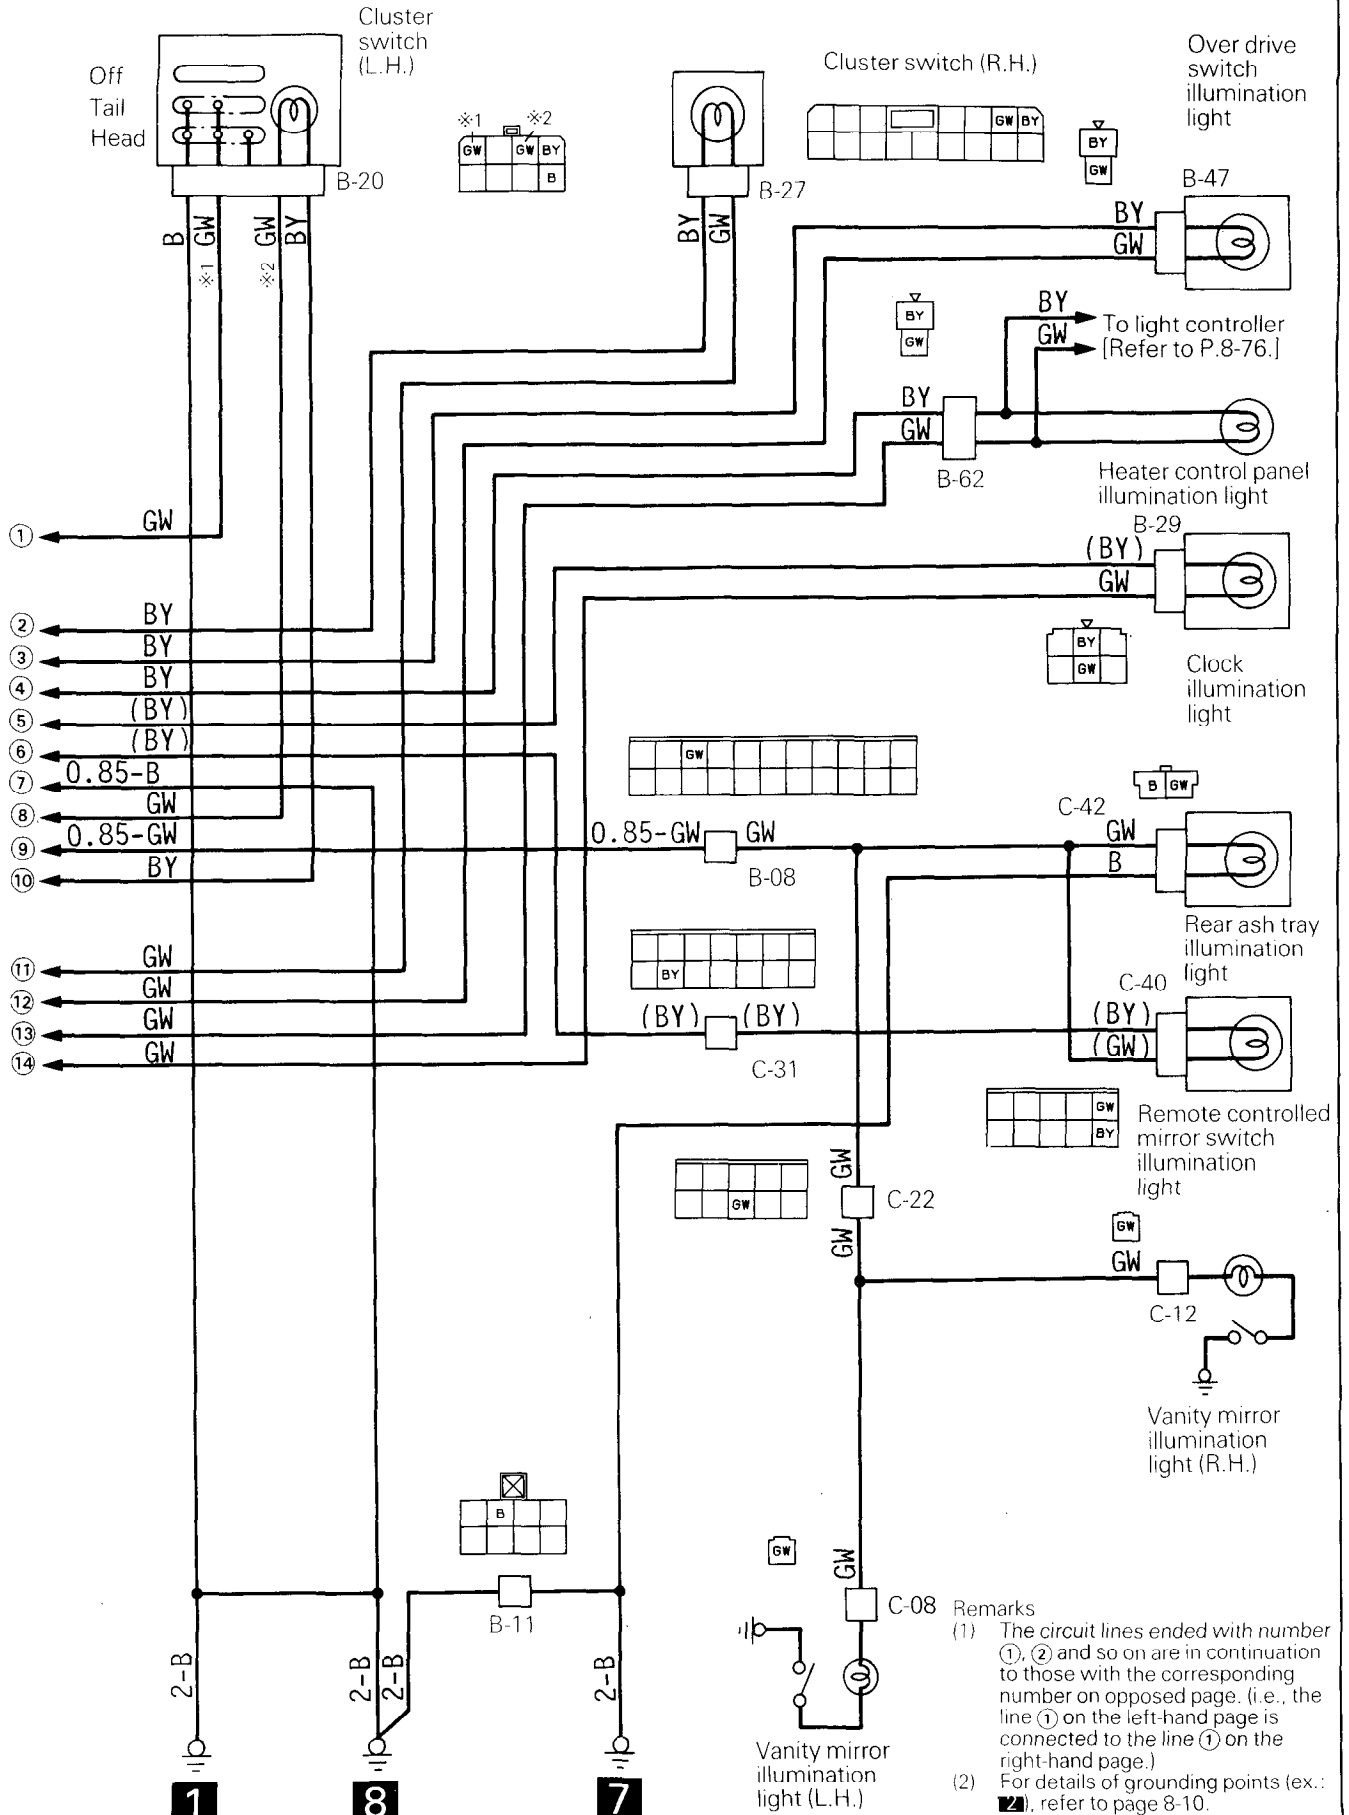 Cluster
switch
(L.H.)
Off
Tail
Head
B-20
※1
※2
GW
GW
BY
B
B-27
Cluster switch (R.H.)
GW
BY
BY
GW
Over drive
switch
illumination
light
B-47
B
GW
※1
GW
※2
BY
BY
GW
BY
GW
BY
GW
BY
GW
To light controller
[Refer to P.8-76.]
BY
GW
B-62
Heater control panel
illumination light
B-29
(BY)
GW
BY
GW
Clock
illumination
light
① GW
② BY
③ BY
④ BY
⑤ (BY)
⑥ (BY)
⑦ 0.85-B
⑧ GW
⑨ 0.85-GW
⑩ BY
⑪ GW
⑫ GW
⑬ GW
⑭ GW
GW
0.85-GW
GW
B-08
B
GW
C-42
GW
B
Rear ash tray
illumination
light
BY
(BY)
(BY)
C-31
C-40
(BY)
(GW)
GW
BY
Remote controlled
mirror switch
illumination
light
GW
GW
C-22
GW
GW
GW
C-12
Vanity mirror
illumination
light (R.H.)
B
B-11
GW
GW
C-08
2-B
2-B
2-B
2-B
1
8
7
Vanity mirror
illumination
light (L.H.)
Remarks
(1) The circuit lines ended with number
①, ② and so on are in continuation
to those with the corresponding
number on opposed page. (i.e., the
line ① on the left-hand page is
connected to the line ① on the
right-hand page.)
(2) For details of grounding points (ex.:
2), refer to page 8-10.